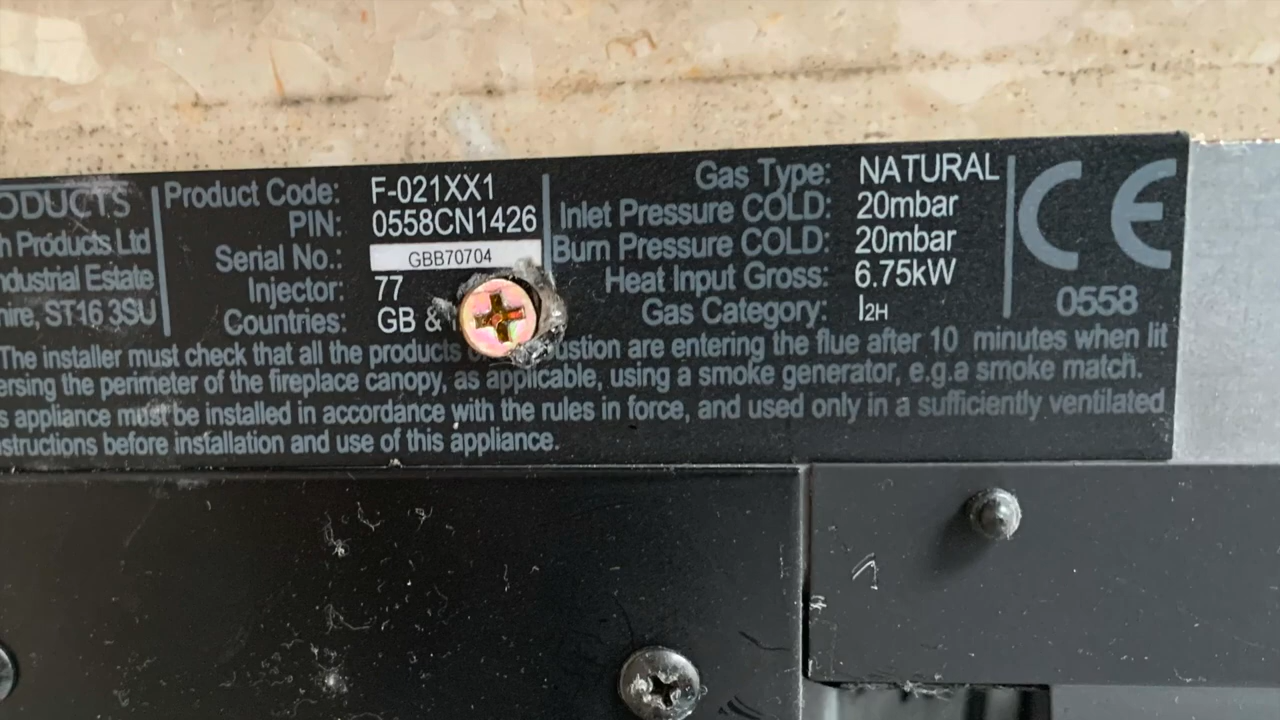 ODUCTS
h Products Ltd
ndustrial Estate
hire, ST16 3SU
Product Code: F-021XX1
PIN: 0558CN1426
Serial No.: GBB70704
Injector: 77
Countries: GB &
Gas Type: NATURAL
Inlet Pressure COLD: 20mbar
Burn Pressure COLD: 20mbar
Heat Input Gross: 6.75kW
Gas Category: I2H
CE
0558
The installer must check that all the products ustion are entering the flue after 10 minutes when lit
ersing the perimeter of the fireplace canopy, as applicable, using a smoke generator, e.g.a smoke match.
s appliance must be installed in accordance with the rules in force, and used only in a sufficiently ventilated
structions before installation and use of this appliance.